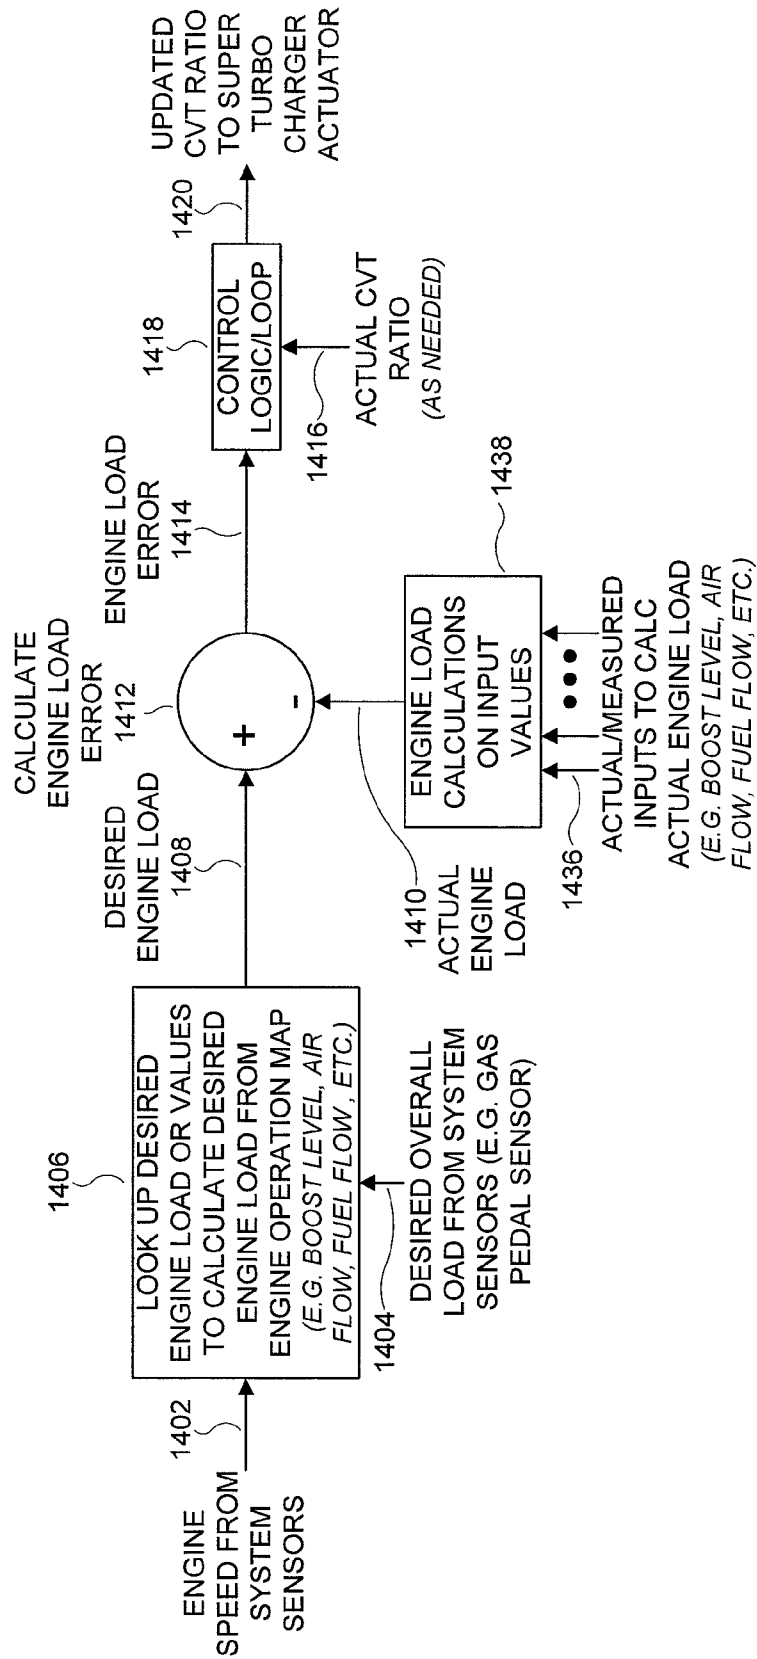 ENGINE
SPEED FROM
SYSTEM
SENSORS
1402
1406
LOOK UP DESIRED
ENGINE LOAD OR VALUES
TO CALCULATE DESIRED
ENGINE LOAD FROM
ENGINE OPERATION MAP
(E.G. BOOST LEVEL, AIR
FLOW, FUEL FLOW , ETC.)
1404
DESIRED OVERALL
LOAD FROM SYSTEM
SENSORS (E.G. GAS
PEDAL SENSOR)
DESIRED
ENGINE LOAD
1408
CALCULATE
ENGINE LOAD
ERROR
1412
+
-
1410
ACTUAL
ENGINE
LOAD
ENGINE LOAD
CALCULATIONS
ON INPUT
VALUES
1438
1436
ACTUAL/MEASURED
INPUTS TO CALC
ACTUAL ENGINE LOAD
(E.G. BOOST LEVEL, AIR
FLOW, FUEL FLOW, ETC.)
ENGINE LOAD
ERROR
1414
1418
CONTROL
LOGIC/LOOP
1416
ACTUAL CVT
RATIO
(AS NEEDED)
1420
UPDATED
CVT RATIO
TO SUPER
TURBO
CHARGER
ACTUATOR